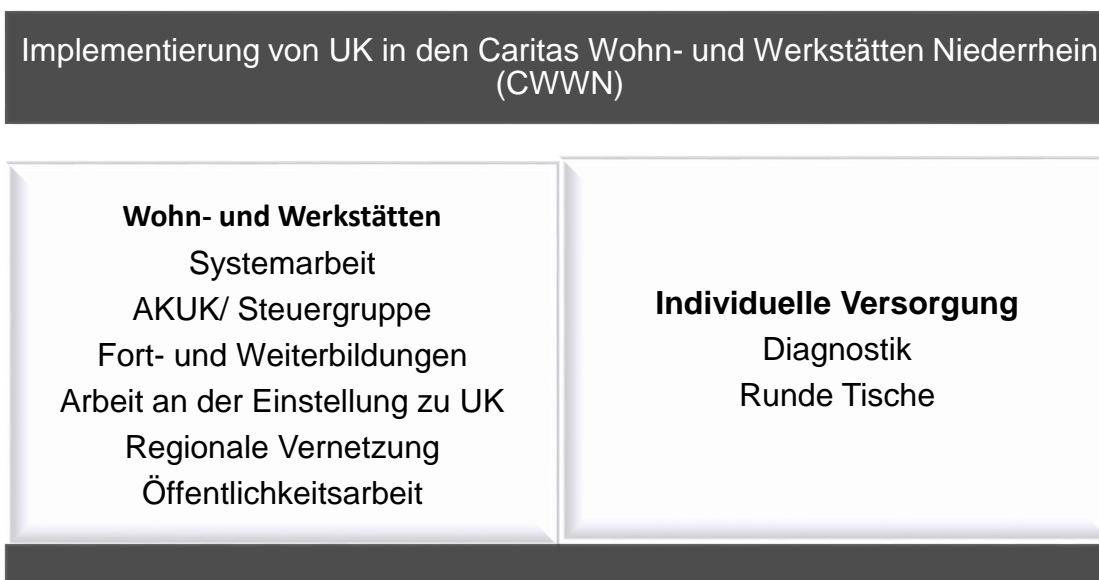 Implementierung von UK in den Caritas Wohn- und Werkstätten Niederrhein
(CWWN)
Wohn- und Werkstätten
Systemarbeit
AKUK/ Steuergruppe
Fort- und Weiterbildungen
Arbeit an der Einstellung zu UK
Regionale Vernetzung
Öffentlichkeitsarbeit
Individuelle Versorgung
Diagnostik
Runde Tische